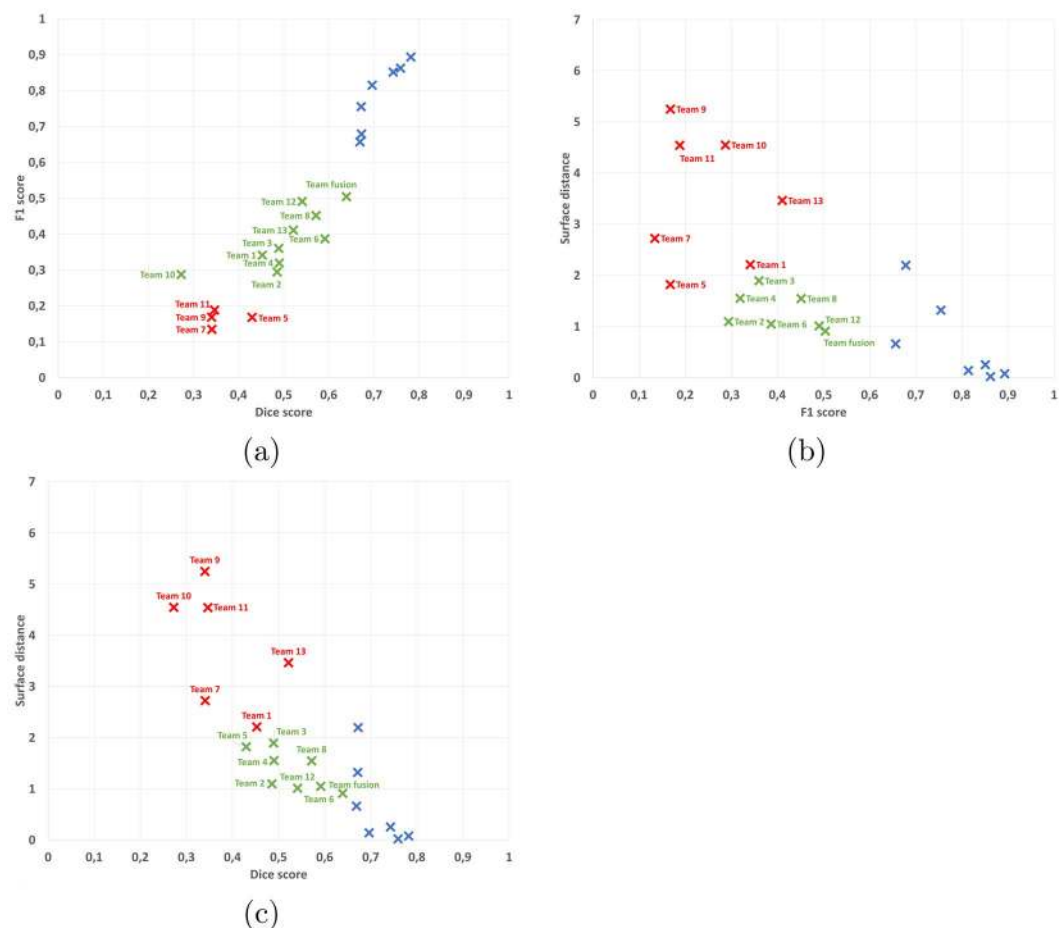 1
0,9
0,8
0,7
0,6
0,5
0,4
0,3
0,2
0,1
0
F1 score
Team fusion
Team 12
Team 8
Team 13
Team 6
Team 3
Team 1
Team 4
Team 10
Team 2
Team 11
Team 9
Team 5
Team 7
0 0,1 0,2 0,3 0,4 0,5 0,6 0,7 0,8 0,9 1
Dice score
(a)
7
6
5
4
3
2
1
0
Surface distance
Team 9
Team 10
Team 11
Team 13
Team 7
Team 1
Team 5
Team 3
Team 4
Team 8
Team 2
Team 6
Team 12
Team fusion
0 0,1 0,2 0,3 0,4 0,5 0,6 0,7 0,8 0,9 1
F1 score
(b)
7
6
5
4
3
2
1
0
Surface distance
Team 9
Team 10
Team 11
Team 13
Team 7
Team 1
Team 5
Team 3
Team 8
Team 4
Team 12
Team 2
Team fusion
Team 6
0 0,1 0,2 0,3 0,4 0,5 0,6 0,7 0,8 0,9 1
Dice score
(c)